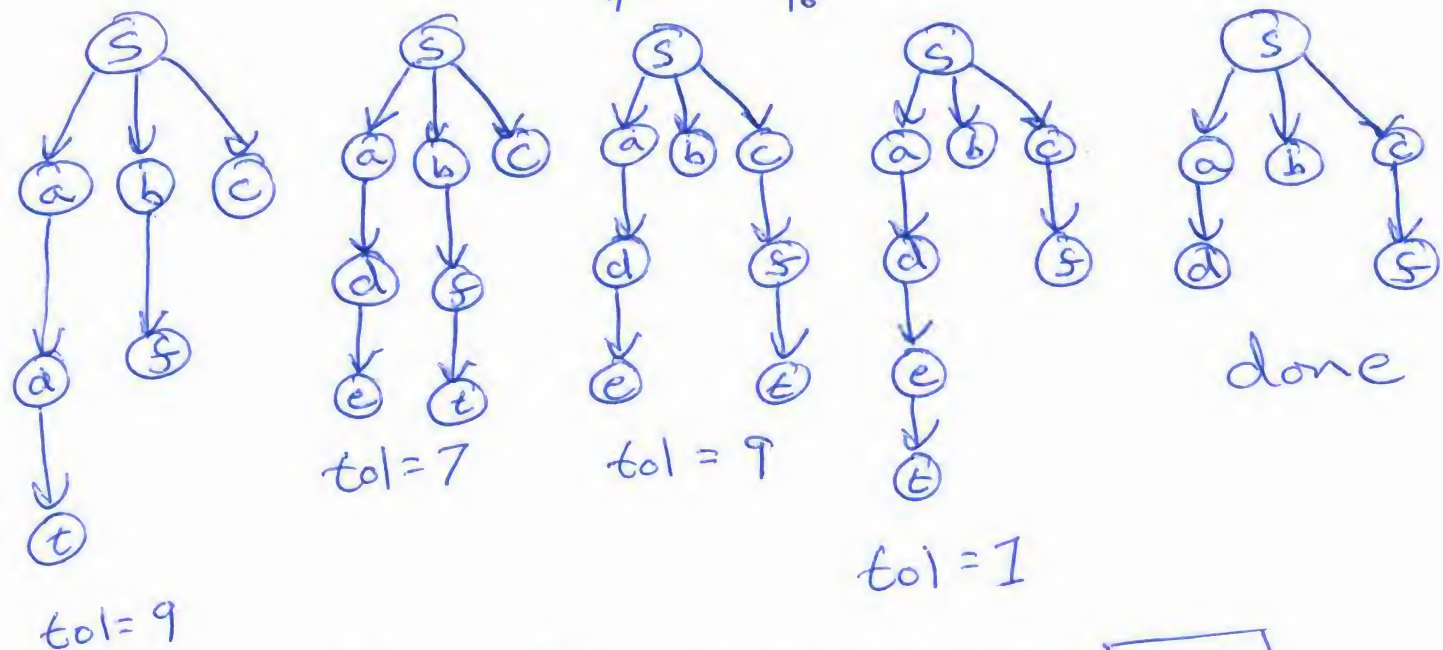 S S S S S
a b c a b c a b c a b c a b c
d f d f d f d f d f
t e t e t e
t
tol=9
tol=7
tol=9
tol=1
done